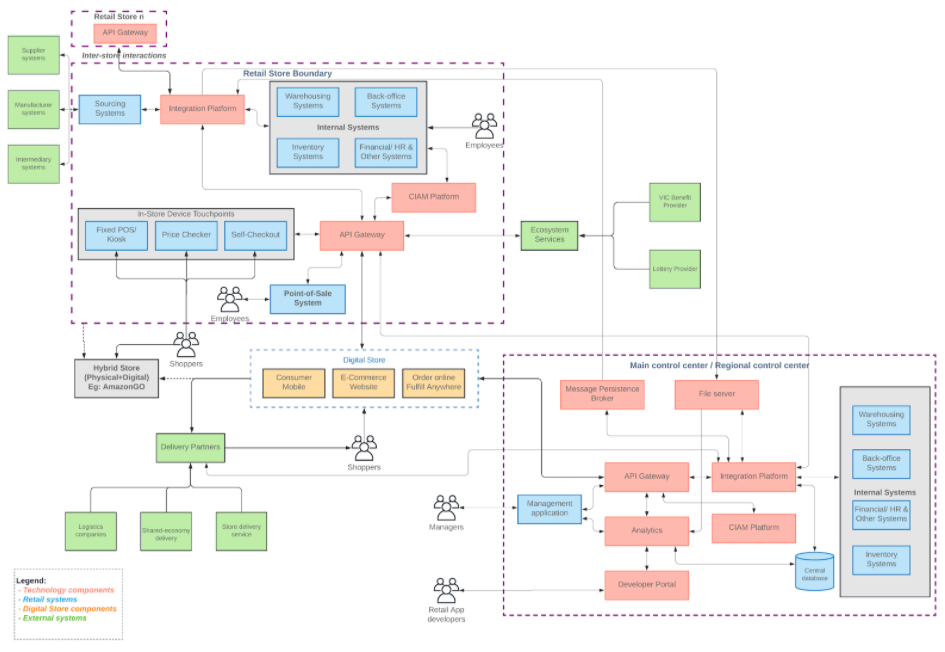 Retail Store n
API Gateway
Inter-store interactions
Supplier
systems
Manufacturer
systems
Intermediary
systems
Retail Store Boundary
Sourcing
Systems
Integration Platform
Warehousing
Systems
Back-office
Systems
Internal Systems
Inventory
Systems
Financial/ HR &
Other Systems
Employees
CIAM Platform
In-Store Device Touchpoints
Fixed POS/
Kiosk
Price Checker
Self-Checkout
API Gateway
Ecosystem
Services
VIC Benefit
Provider
Lottery Provider
Employees
Point-of-Sale
System
Shoppers
Hybrid Store
(Physical+Digital)
Eg: AmazonGO
Digital Store
Consumer
Mobile
E-Commerce
Website
Order online
Fulfill Anywhere
Delivery Partners
Shoppers
Logistics
companies
Shared-economy
delivery
Store delivery
service
Main control center / Regional control center
Message Persistence
Broker
File server
API Gateway
Integration Platform
Managers
Management
application
Analytics
CIAM Platform
Developer Portal
Central
database
Retail App
developers
Warehousing
Systems
Back-office
Systems
Internal Systems
Financial/ HR &
Other Systems
Inventory
Systems
Legend:
- Technology components
- Retail systems
- Digital Store components
- External systems